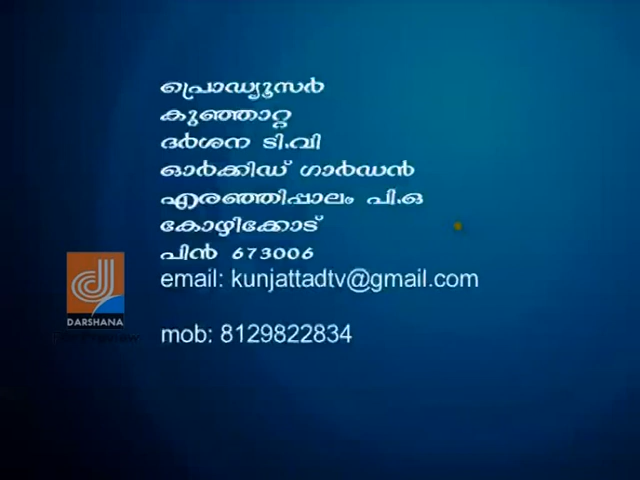 പ്രൊഡ്യൂസർ
കുഞ്ഞാറ്റ
ദർശന ടി.വി
ഓർക്കിഡ് ഗാർഡൻ
എരഞ്ഞിപ്പാലം പി.ഒ
കോഴിക്കോട്
പിൻ 673006
email: kunjattadtv@gmail.com
DARSHANA
mob: 8129822834